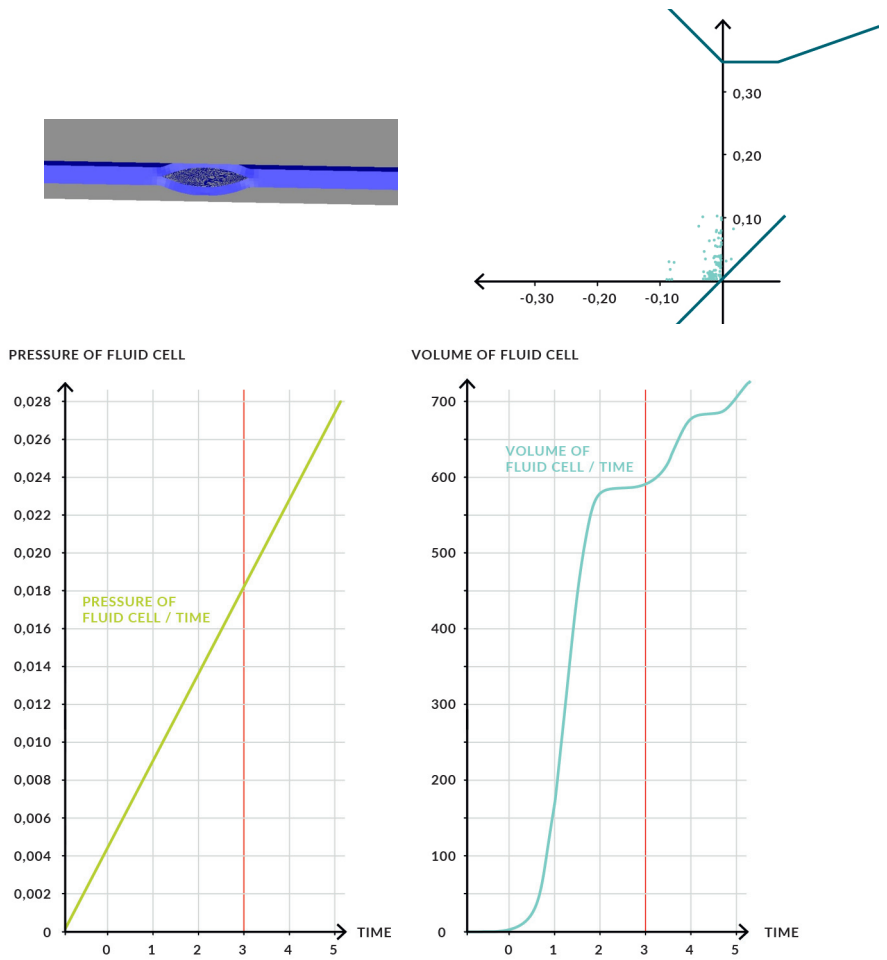 0,30
0,20
0,10
-0,30
-0,20
-0,10
PRESSURE OF FLUID CELL
0,028
0,026
0,024
0,022
0,020
0,018
0,016
0,014
0,012
0,010
0,008
0,006
0,004
0,002
0
PRESSURE OF
FLUID CELL / TIME
0 1 2 3 4 5
TIME
VOLUME OF FLUID CELL
700
600
500
400
300
200
100
0
VOLUME OF
FLUID CELL / TIME
0 1 2 3 4 5
TIME